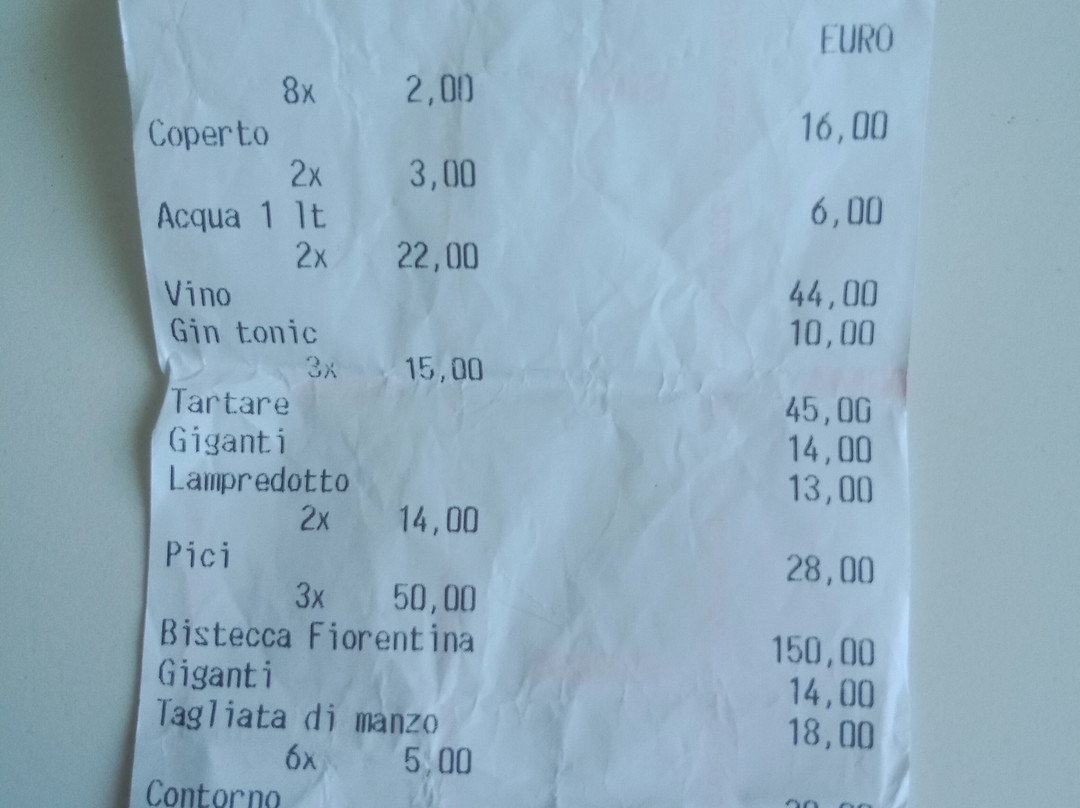 EURO
8x 2,00
Coperto 16,00
2x 3,00
Acqua 1 lt 6,00
2x 22,00
Vino 44,00
Gin tonic 10,00
3x 15,00
Tartare 45,00
Giganti 14,00
Lampredotto 13,00
2x 14,00
Pici 28,00
3x 50,00
Bistecca Fiorentina 150,00
Giganti 14,00
Tagliata di manzo 18,00
6x 5,00
Contorno